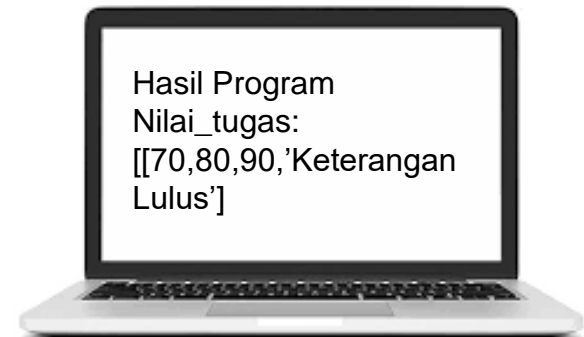 Hasil Program
Nilai_tugas:
[[70,80,90,’Keterangan
Lulus’]